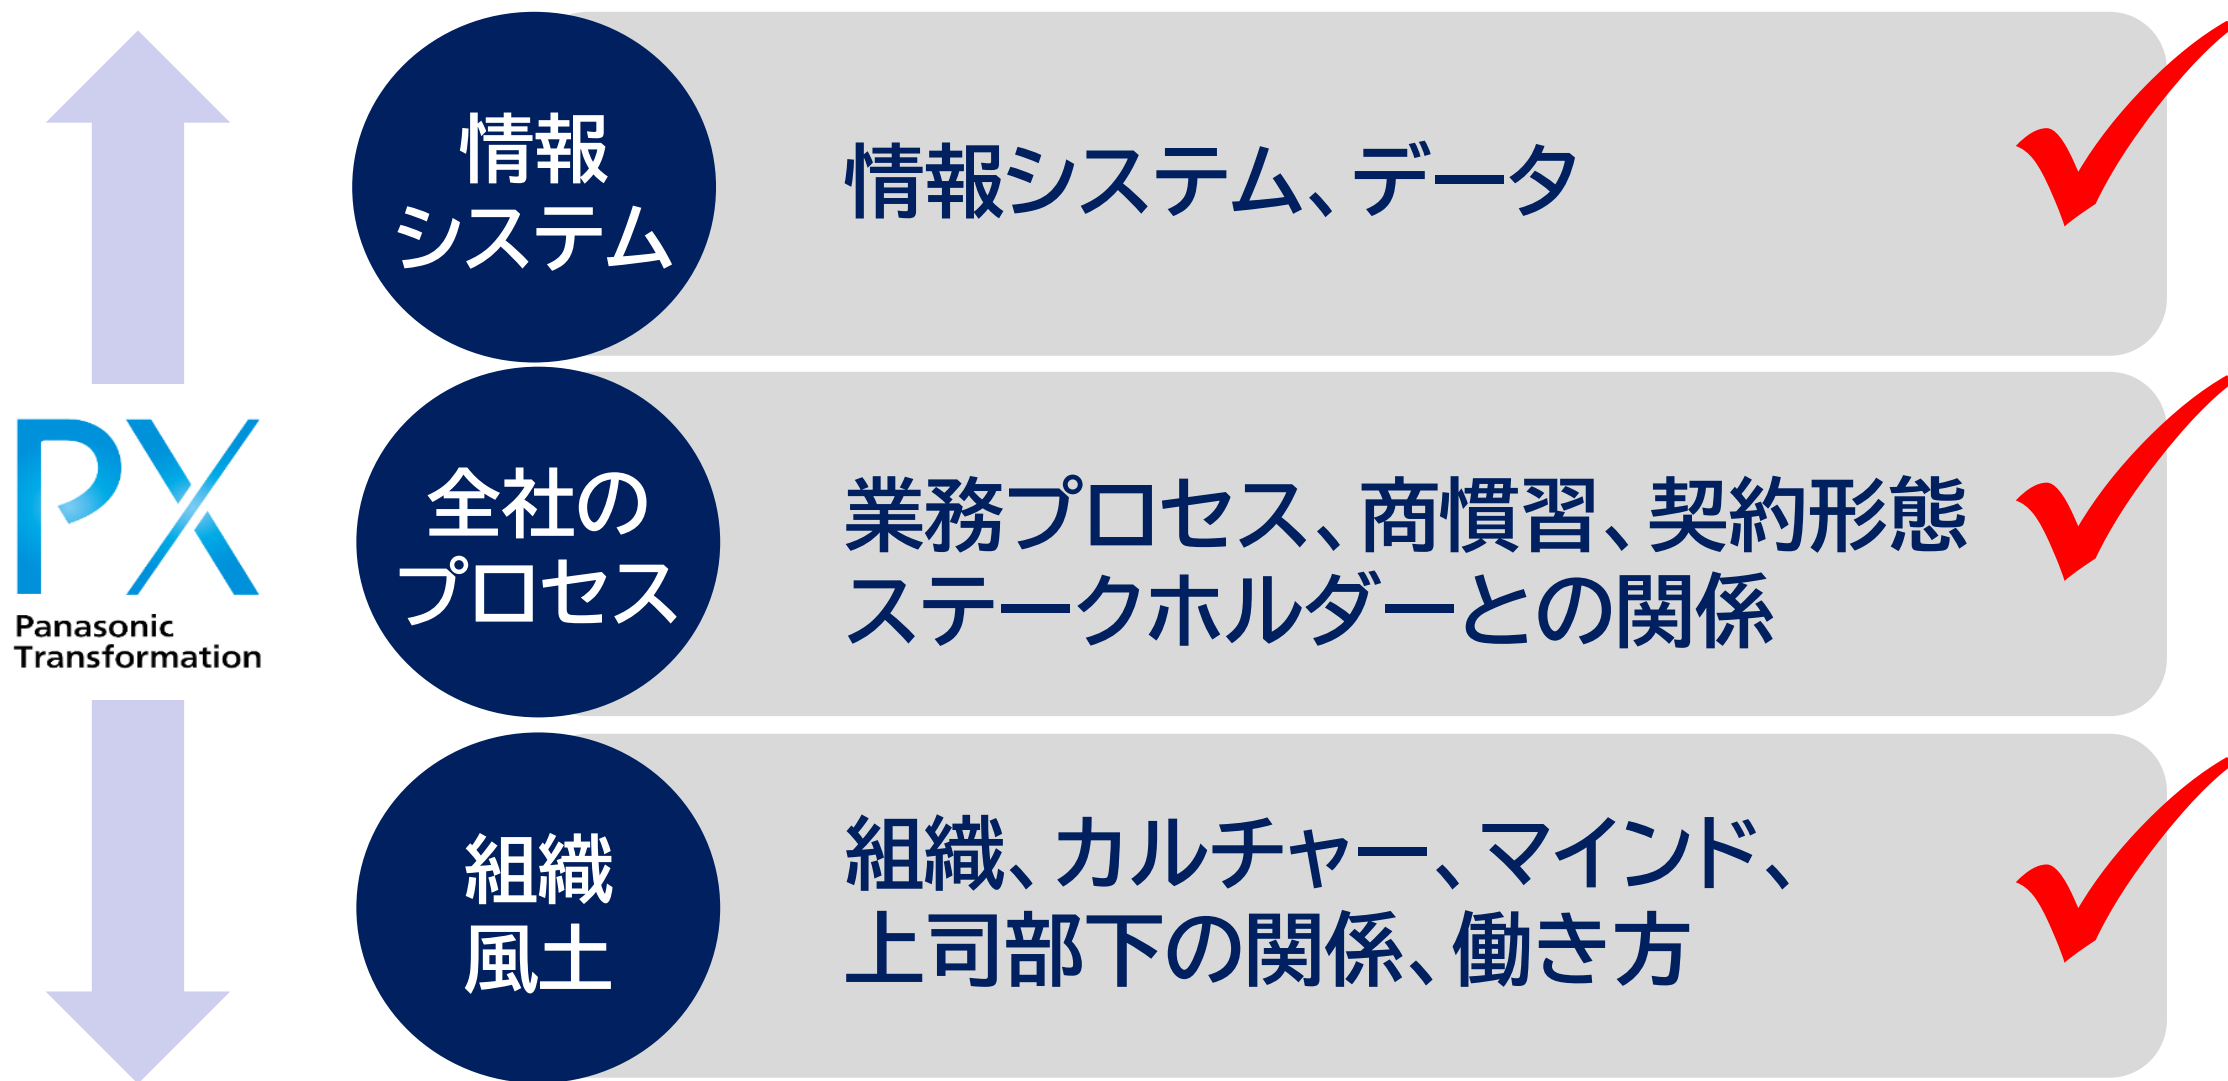 情報
システム
情報システム、データ
PX
Panasonic
Transformation
全社の
プロセス
業務プロセス、商慣習、契約形態
ステークホルダーとの関係
組織
風土
組織、カルチャー、マインド、
上司部下の関係、働き方